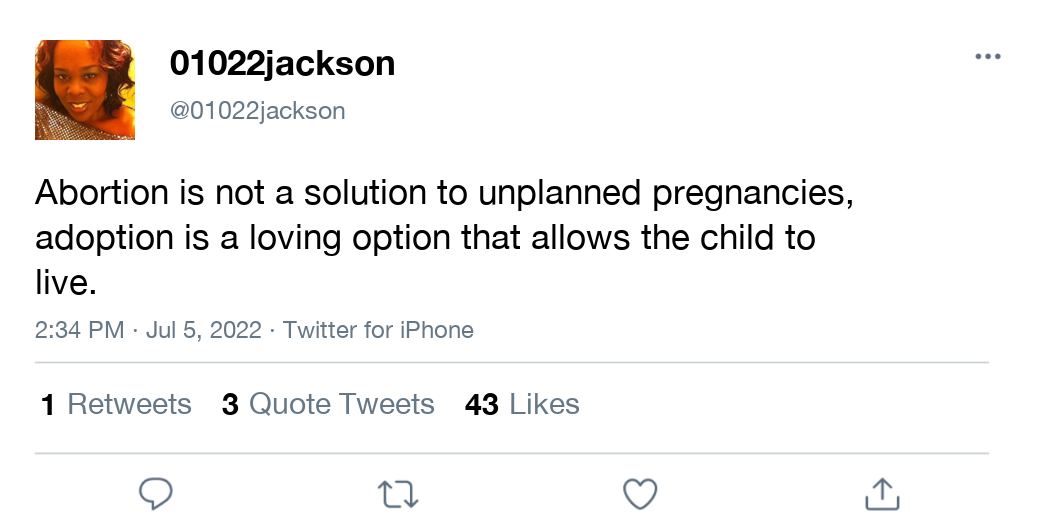 01022jackson
@01022jackson
Abortion is not a solution to unplanned pregnancies,
adoption is a loving option that allows the child to
live.
2:34 PM · Jul 5, 2022 · Twitter for iPhone
1 Retweets 3 Quote Tweets 43 Likes